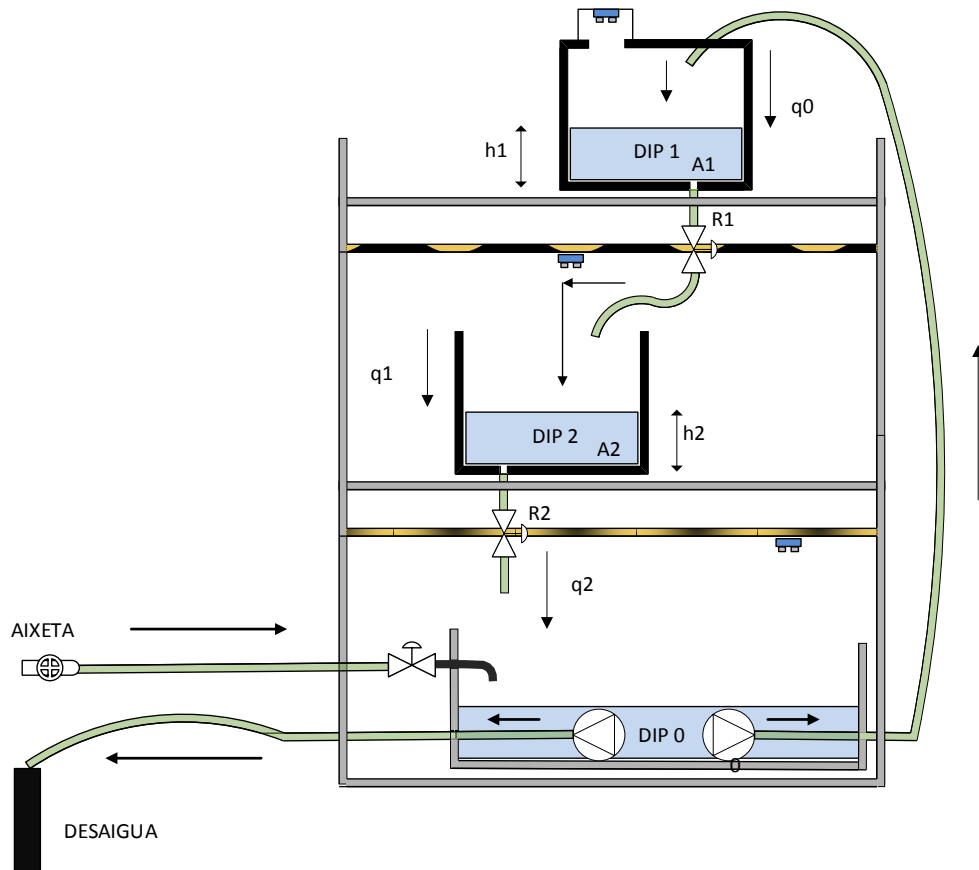 q0
h1
DIP 1
A1
R1
q1
DIP 2
A2
h2
R2
q2
AIXETA
DIP 0
0
DESAIGUA